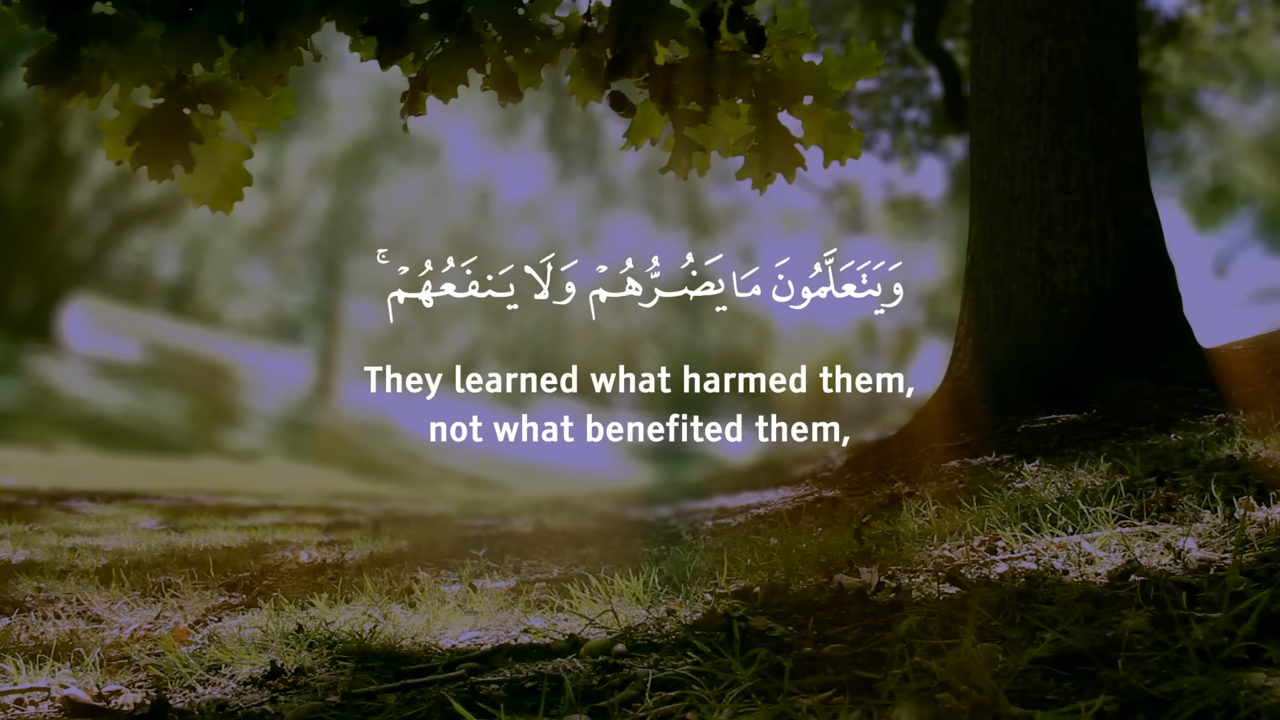 وَيَتَعَلَّمُونَ مَا يَضُرُّهُمْ وَلَا يَنفَعُهُمْ ۚ
They learned what harmed them,
not what benefited them,